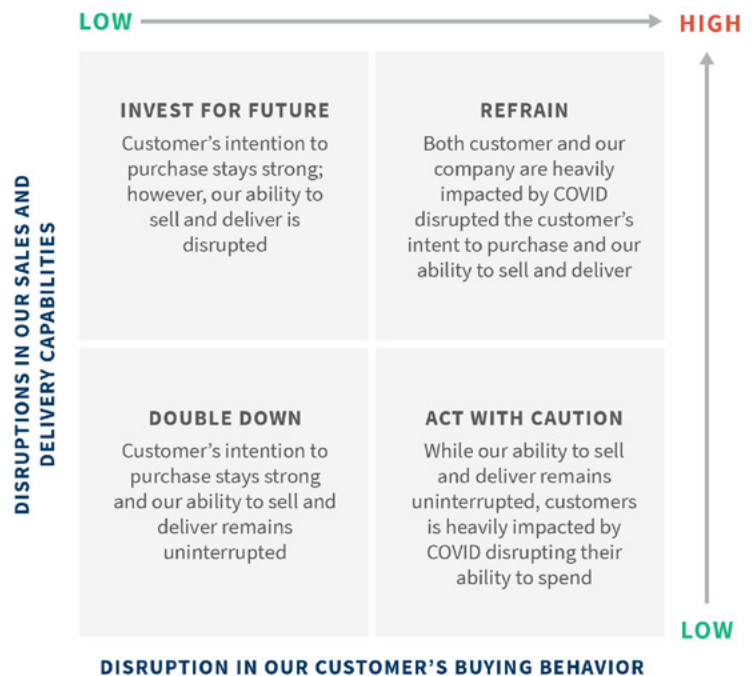 LOW
HIGH
INVEST FOR FUTURE
Customer's intention to
purchase stays strong;
however, our ability to
sell and deliver is
disrupted
REFRAIN
Both customer and our
company are heavily
impacted by COVID
disrupted the customer's
intent to purchase and our
ability to sell and deliver
DISRUPTIONS IN OUR SALES AND
DELIVERY CAPABILITIES
DOUBLE DOWN
Customer's intention to
purchase stays strong
and our ability to sell and
deliver remains
uninterrupted
ACT WITH CAUTION
While our ability to sell
and deliver remains
uninterrupted, customers
is heavily impacted by
COVID disrupting their
ability to spend
LOW
DISRUPTION IN OUR CUSTOMER'S BUYING BEHAVIOR